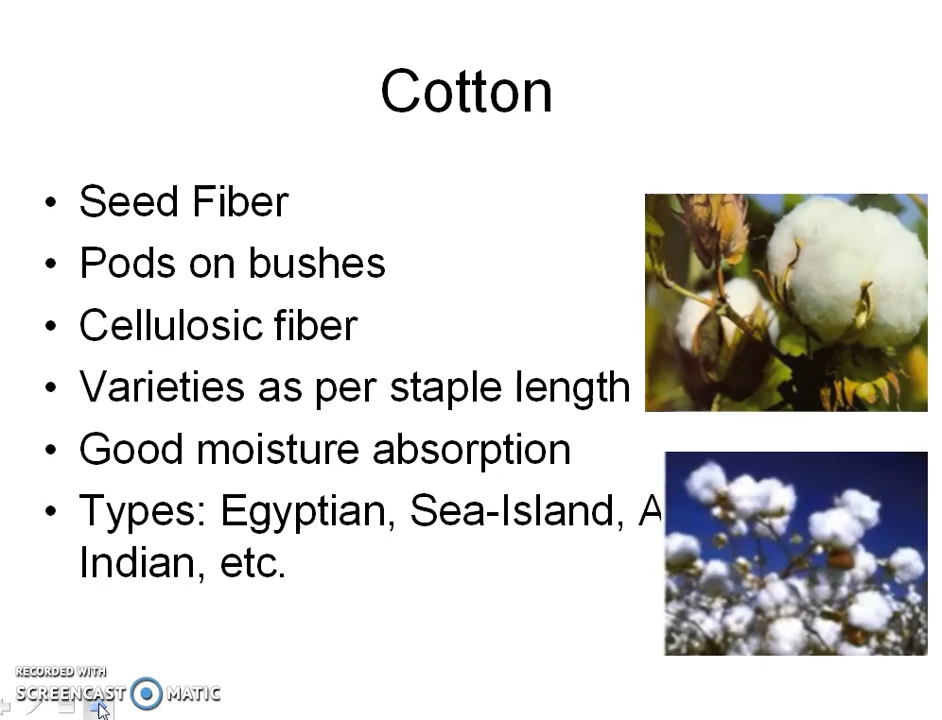 Cotton
• Seed Fiber
• Pods on bushes
• Cellulosic fiber
• Varieties as per staple length
• Good moisture absorption
• Types: Egyptian, Sea-Island,
Indian, etc.
RECORDED WITH
SCREENCAST MATIC